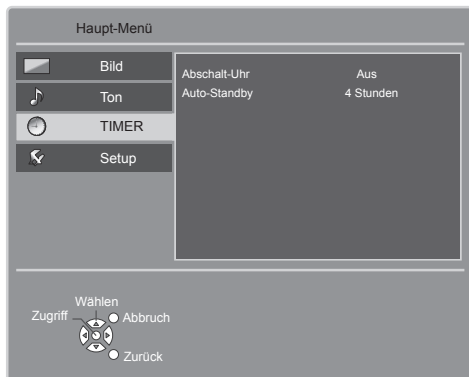 Haupt-Menü
Bild
Ton
TIMER
Setup
Abschalt-Uhr Aus
Auto-Standby 4 Stunden
Wählen
Zugriff
Abbruch
Zurück